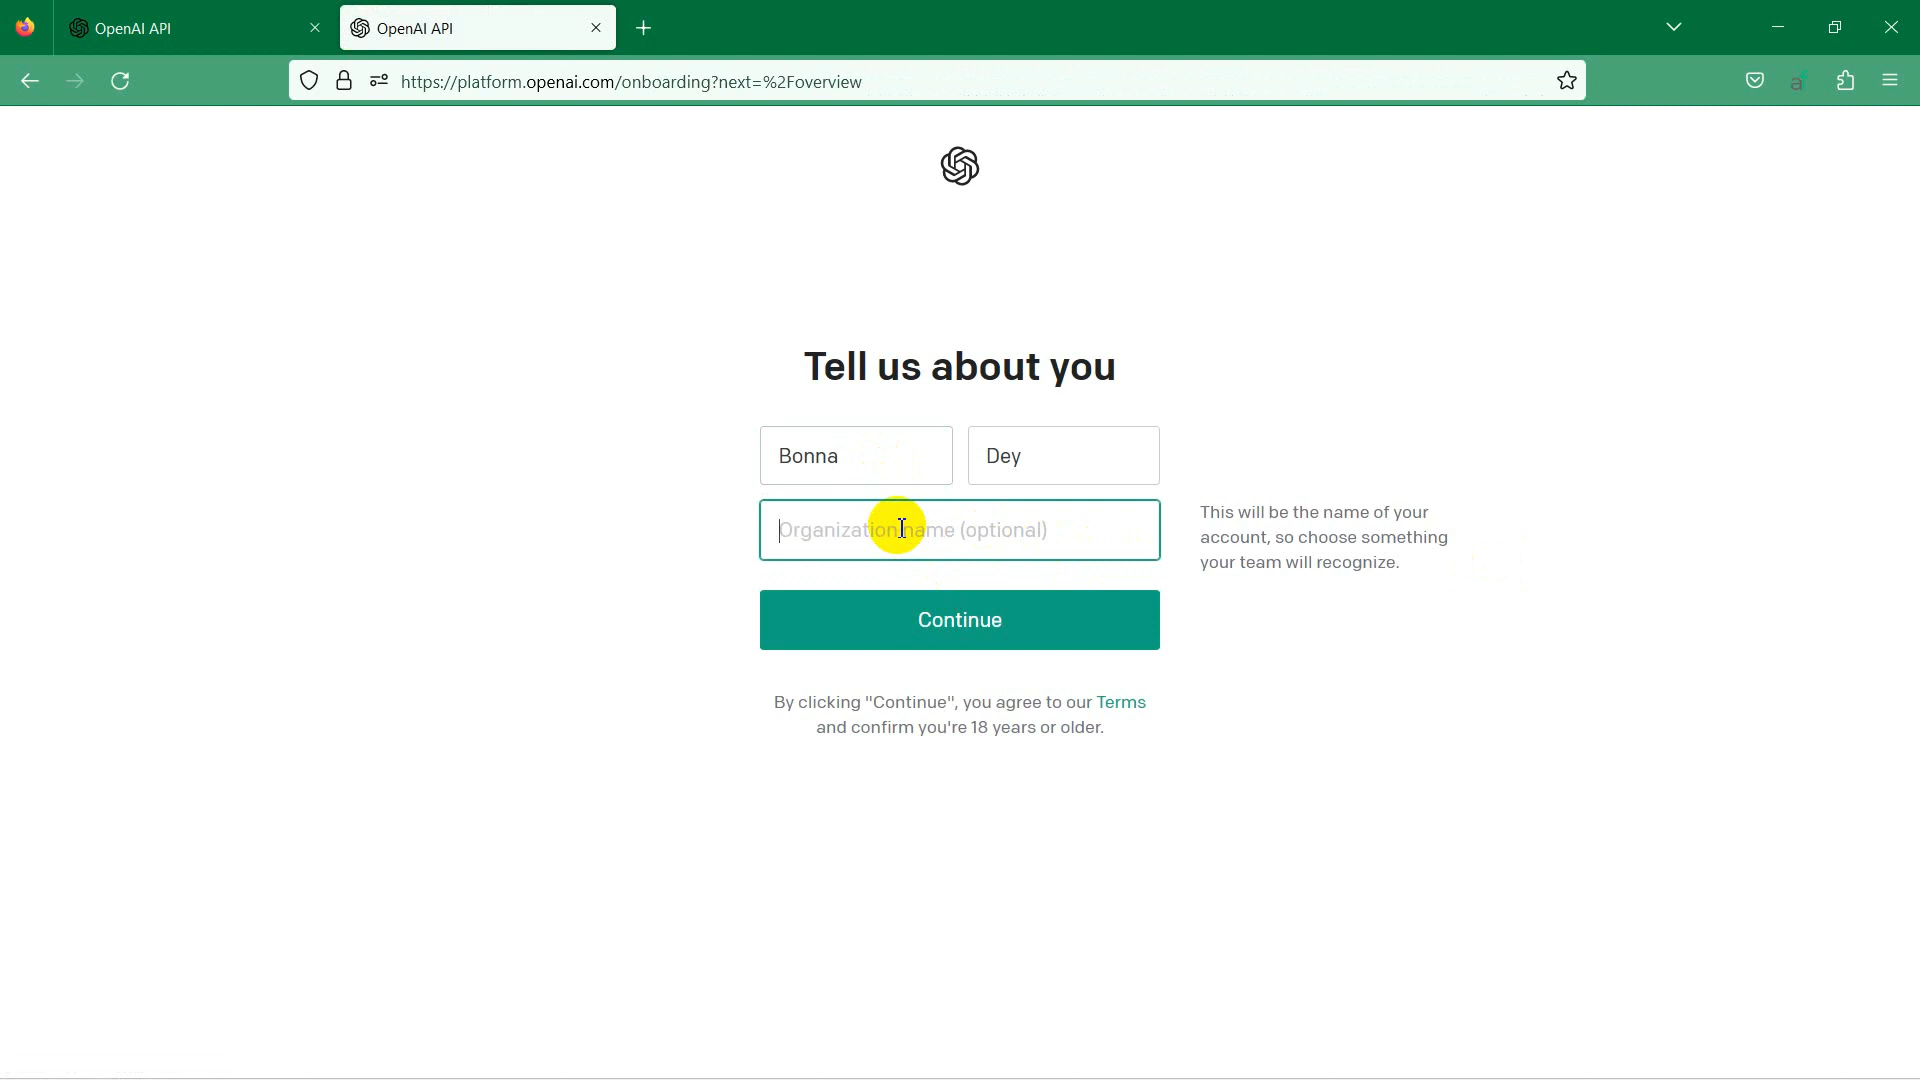 OpenAI API
OpenAI API
https://platform.openai.com/onboarding?next=%2Foverview
Tell us about you
Bonna
Dey
Organization name (optional)
This will be the name of your
account, so choose something
your team will recognize.
Continue
By clicking "Continue", you agree to our Terms
and confirm you're 18 years or older.